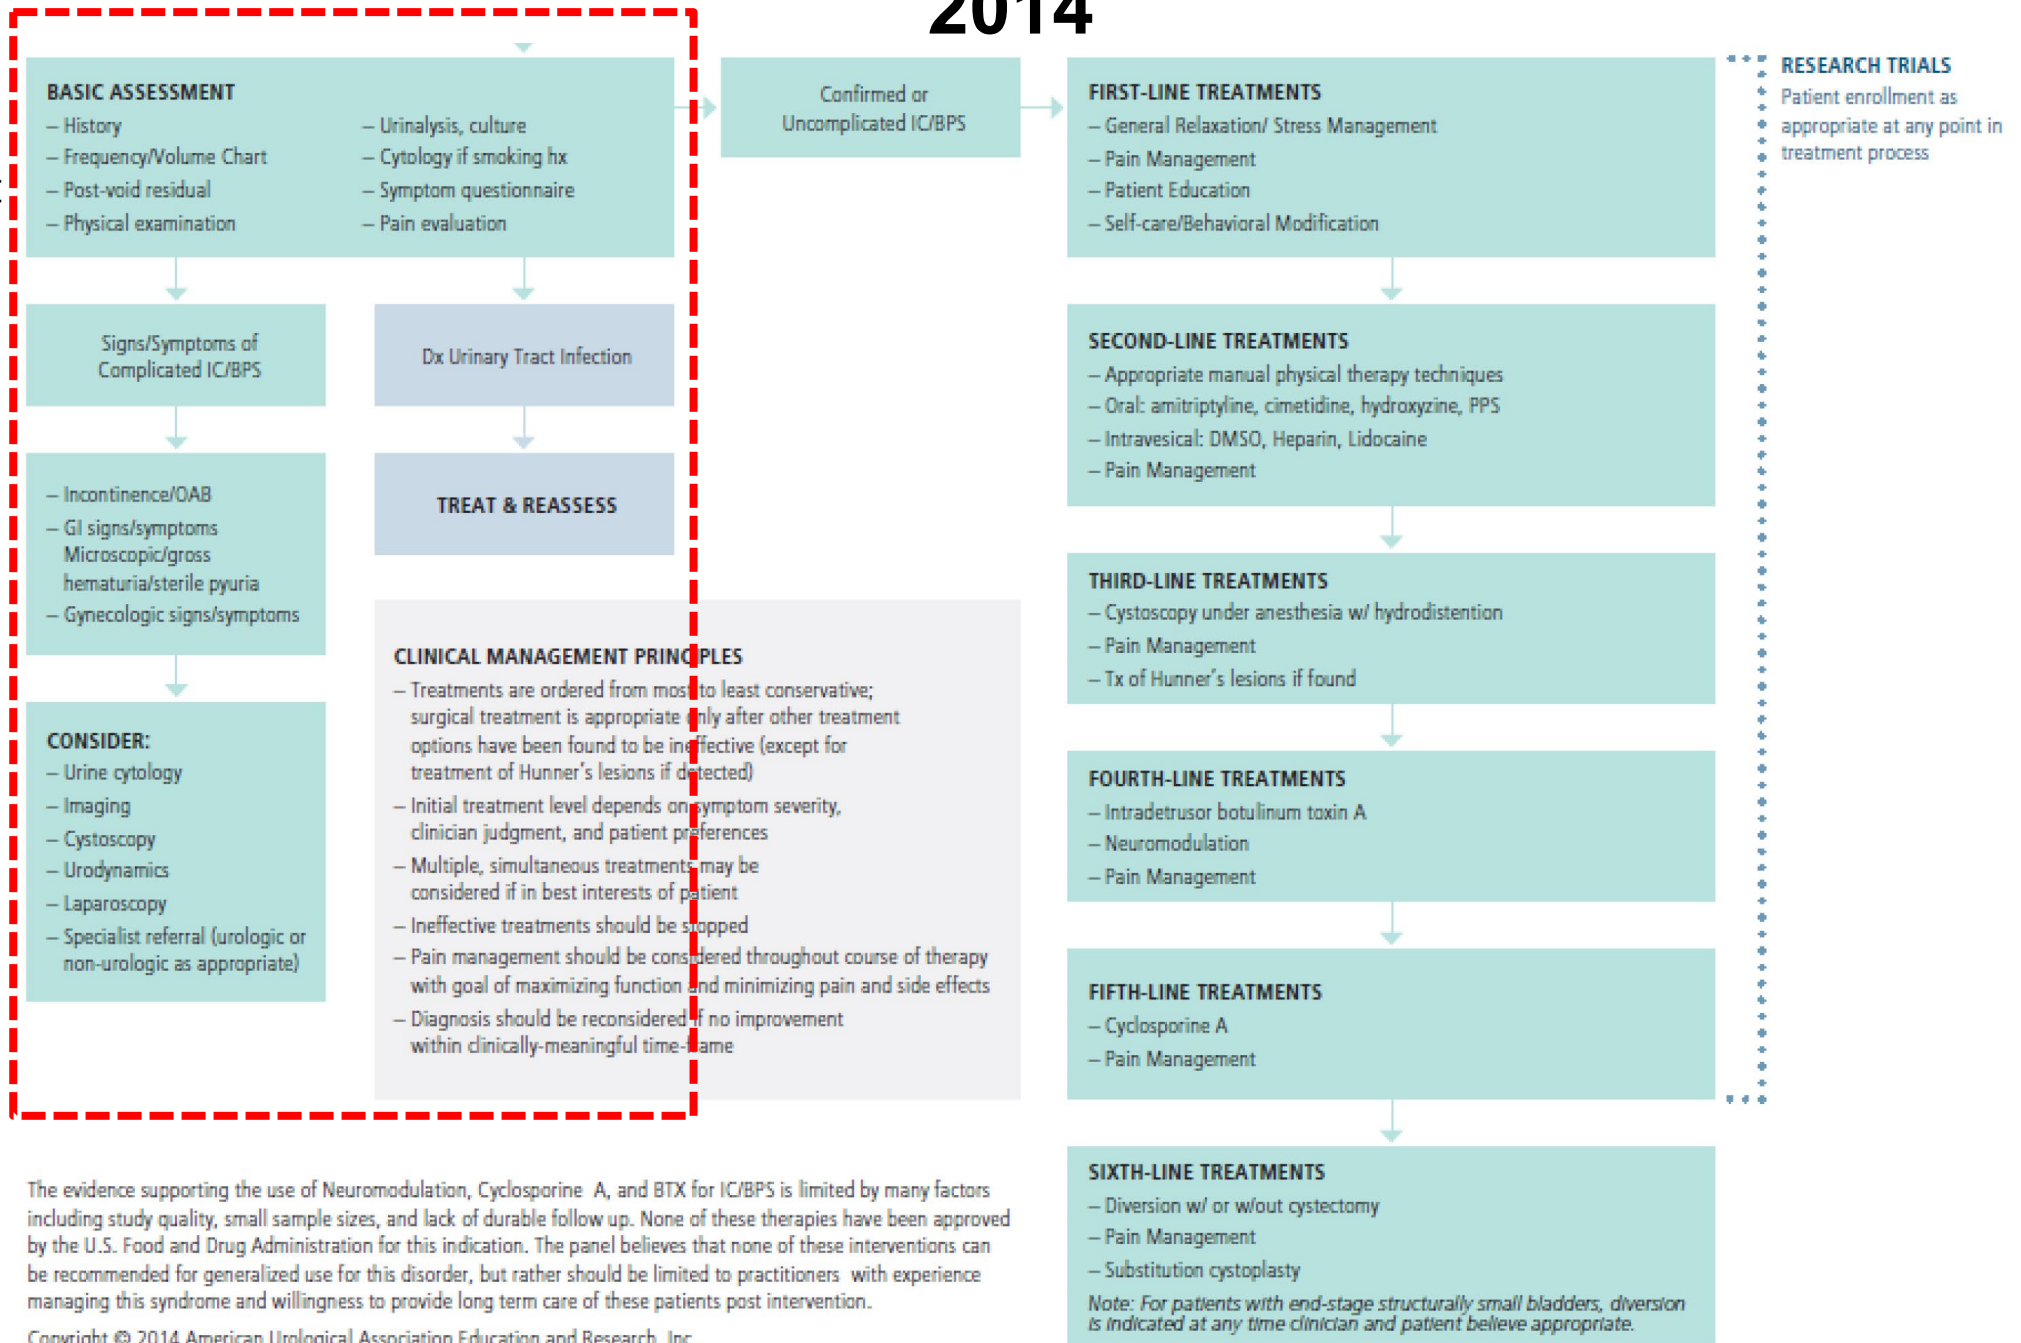 2014
BASIC ASSESSMENT
– History
– Frequency/Volume Chart
– Post-void residual
– Physical examination
– Urinalysis, culture
– Cytology if smoking hx
– Symptom questionnaire
– Pain evaluation
Confirmed or
Uncomplicated IC/BPS
Signs/Symptoms of
Complicated IC/BPS
Dx Urinary Tract Infection
– Incontinence/OAB
– GI signs/symptoms
Microscopic/gross
hematuria/sterile pyuria
– Gynecologic signs/symptoms
TREAT & REASSESS
CONSIDER:
– Urine cytology
– Imaging
– Cystoscopy
– Urodynamics
– Laparoscopy
– Specialist referral (urologic or
non-urologic as appropriate)
CLINICAL MANAGEMENT PRINCIPLES
– Treatments are ordered from most to least conservative;
surgical treatment is appropriate only after other treatment
options have been found to be ineffective (except for
treatment of Hunner's lesions if detected)
– Initial treatment level depends on symptom severity,
clinician judgment, and patient preferences
– Multiple, simultaneous treatments may be
considered if in best interests of patient
– Ineffective treatments should be stopped
– Pain management should be considered throughout course of therapy
with goal of maximizing function and minimizing pain and side effects
– Diagnosis should be reconsidered if no improvement
within clinically-meaningful time-frame
FIRST-LINE TREATMENTS
– General Relaxation/ Stress Management
– Pain Management
– Patient Education
– Self-care/Behavioral Modification
SECOND-LINE TREATMENTS
– Appropriate manual physical therapy techniques
– Oral: amitriptyline, cimetidine, hydroxyzine, PPS
– Intravesical: DMSO, Heparin, Lidocaine
– Pain Management
THIRD-LINE TREATMENTS
– Cystoscopy under anesthesia w/ hydrodistention
– Pain Management
– Tx of Hunner's lesions if found
FOURTH-LINE TREATMENTS
– Intradetrusor botulinum toxin A
– Neuromodulation
– Pain Management
FIFTH-LINE TREATMENTS
– Cyclosporine A
– Pain Management
SIXTH-LINE TREATMENTS
– Diversion w/ or w/out cystectomy
– Pain Management
– Substitution cystoplasty
Note: For patients with end-stage structurally small bladders, diversion
is indicated at any time clinician and patient believe appropriate.
RESEARCH TRIALS
Patient enrollment as
appropriate at any point in
treatment process
The evidence supporting the use of Neuromodulation, Cyclosporine A, and BTX for IC/BPS is limited by many factors
including study quality, small sample sizes, and lack of durable follow up. None of these therapies have been approved
by the U.S. Food and Drug Administration for this indication. The panel believes that none of these interventions can
be recommended for generalized use for this disorder, but rather should be limited to practitioners with experience
managing this syndrome and willingness to provide long term care of these patients post intervention.
Copyright © 2014 American Urological Association Education and Research, Inc.